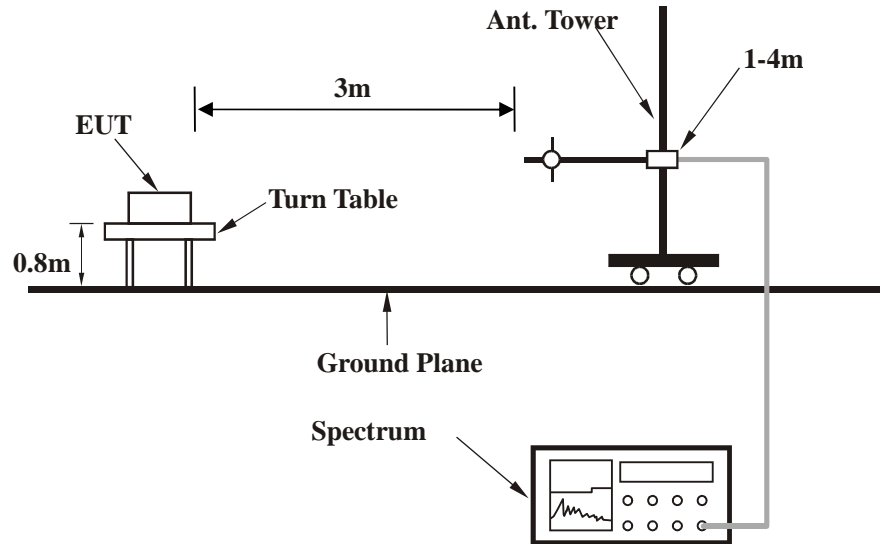 Ant. Tower
1-4m
3m
EUT
Turn Table
0.8m
Ground Plane
Spectrum